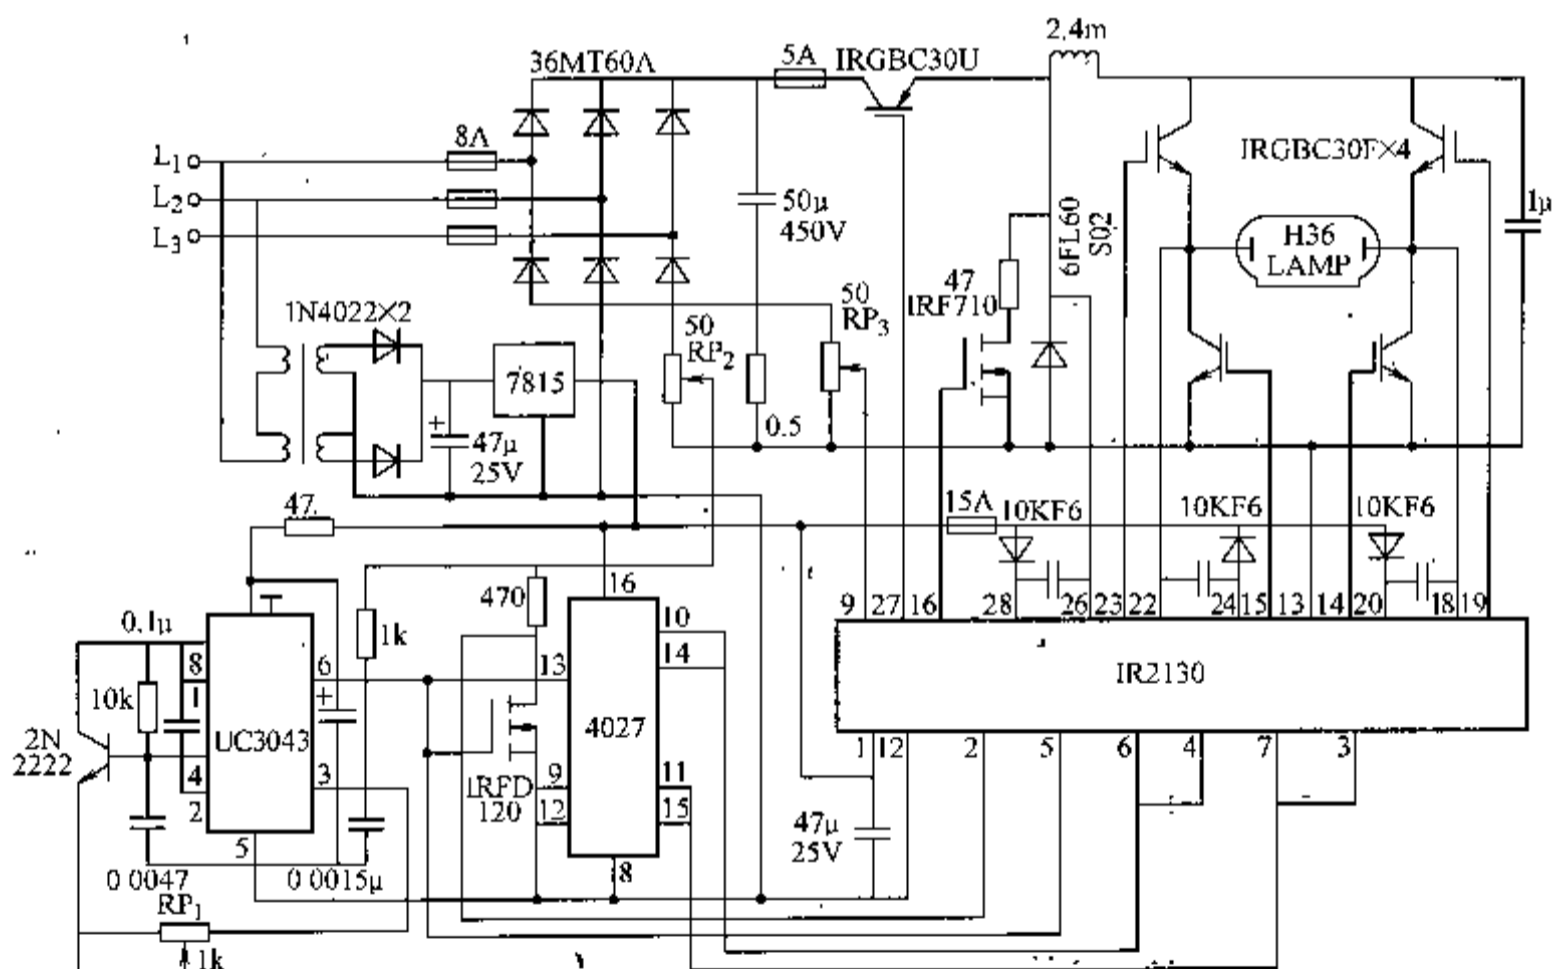 2.4m
36MT60A
5A
IRGBC30U
8A
L1
L2
L3
IRGBC30F×4
50μ
450V
6FL60
S02
H36
LAMP
1μ
1N4022×2
50
RP2
50
RP3
47
IRF710
7815
0.5
+
47μ
25V
47
15A
10KF6
10KF6
10KF6
16
470
9
27
16
28
26
23
22
24
15
13
14
20
18
19
0.1μ
1k
10
14
IR2130
8
1
6
13
10k
+
4027
UC3043
2N
2222
4
2
3
9
12
11
15
1
12
2
5
6
4
7
3
IRFD
120
5
8
47μ
25V
0 0047
0 0015μ
RP1
1k